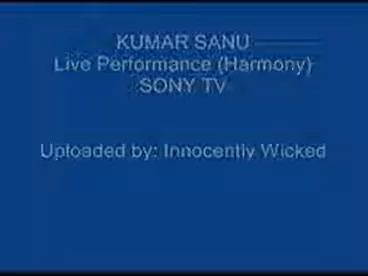 KUMAR SANU
Live Performance (Harmony)
SONY TV
Uploaded by: Innocently Wicked